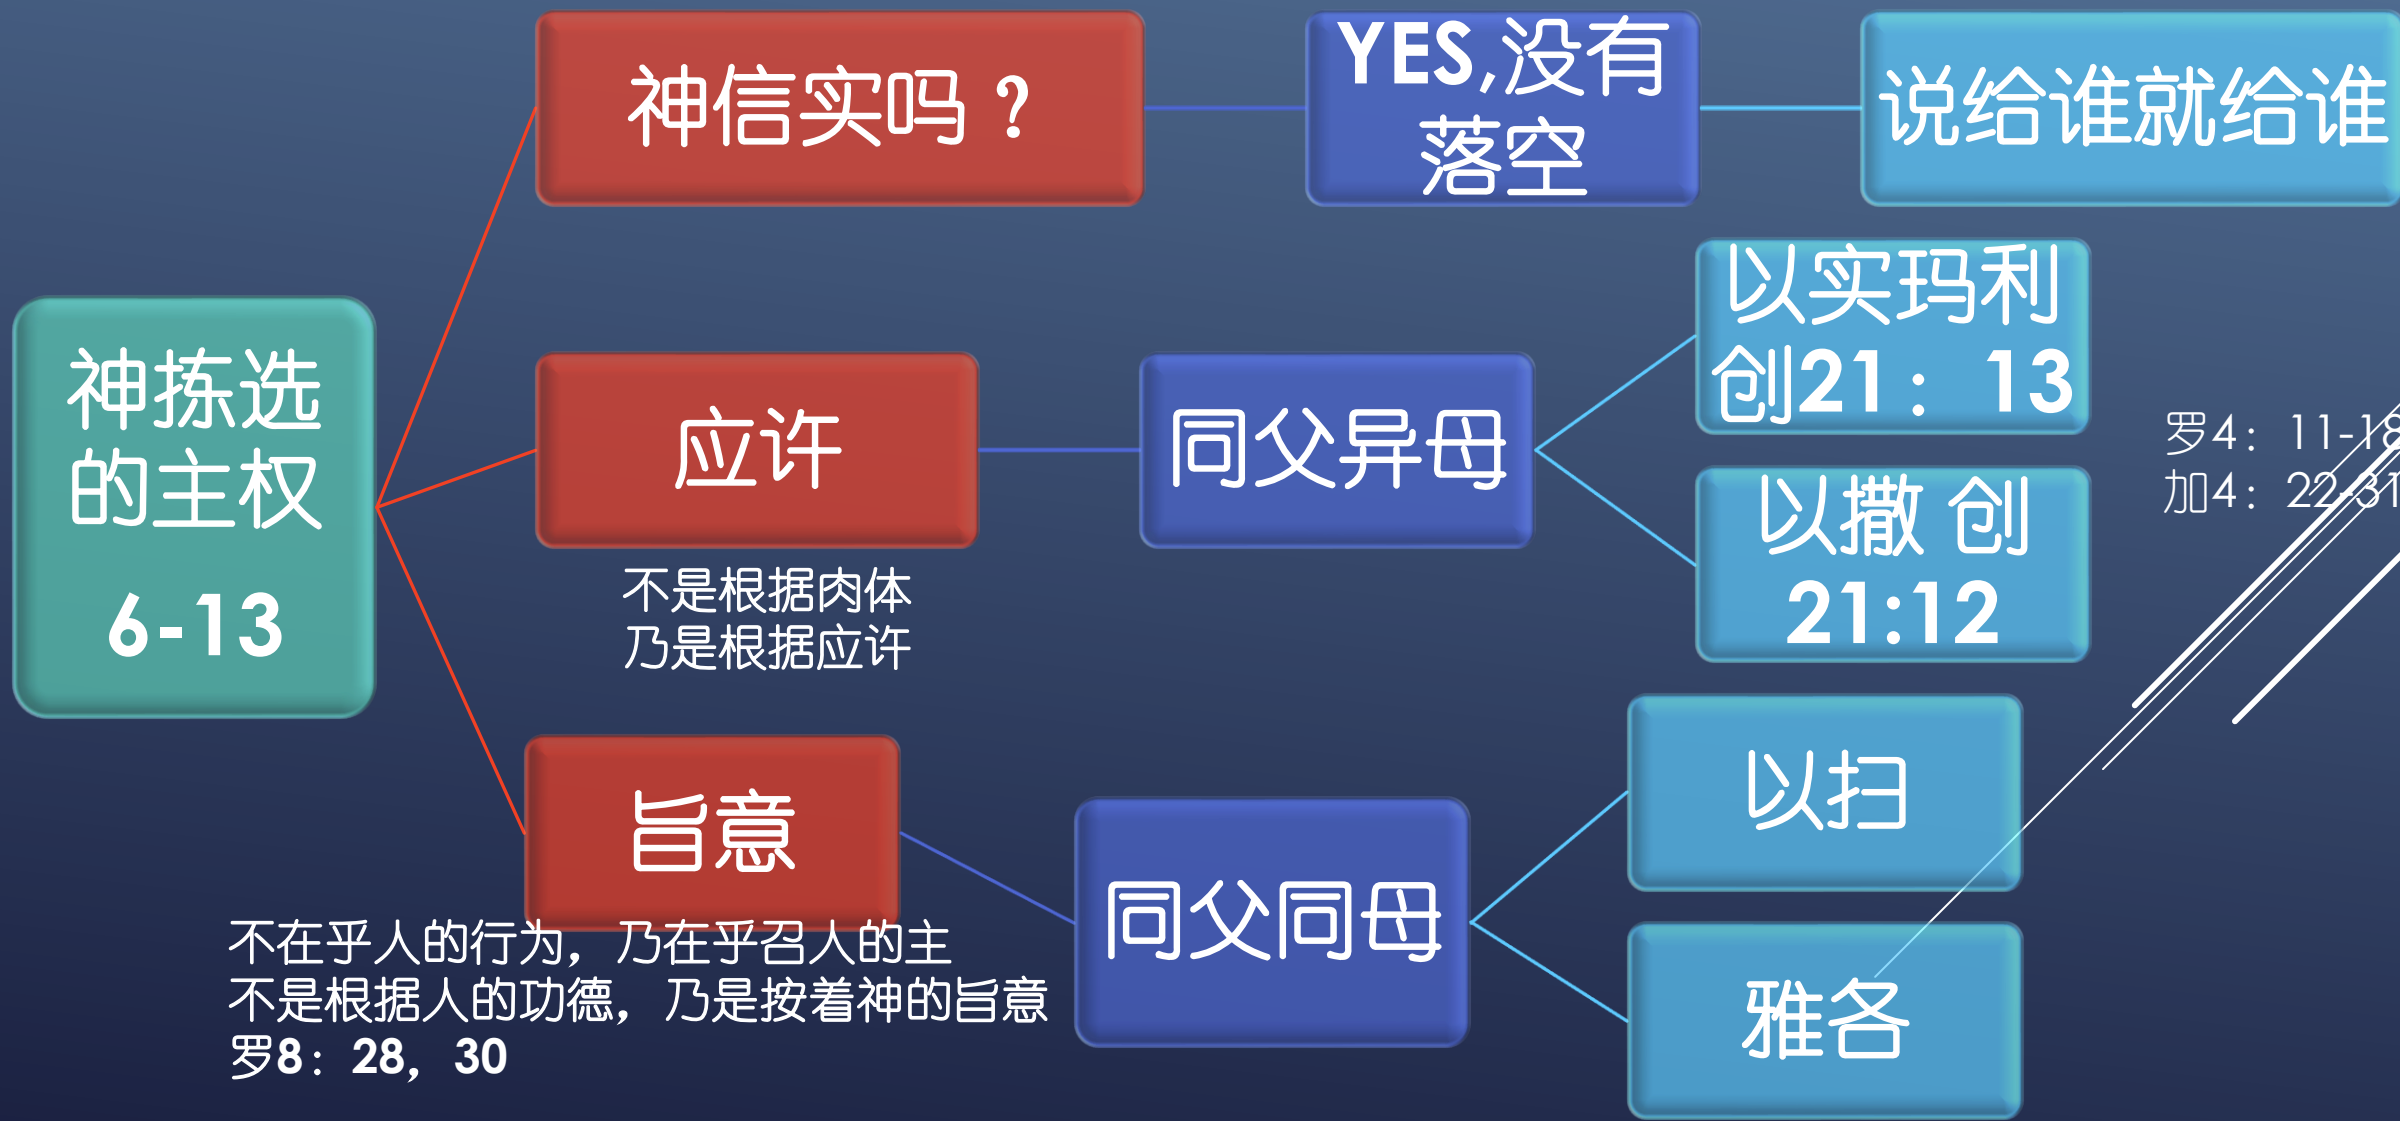 神信实吗？
YES,没有
落空
说给谁就给谁
神拣选
的主权
6-13
应许
不是根据肉体
乃是根据应许
同父异母
以实玛利
创21：13
以撒 创
21:12
罗4：11-18
加4：22-31
旨意
不在乎人的行为，乃在乎召人的主
不是根据人的功德，乃是按着神的旨意
罗8：28，30
同父同母
以扫
雅各